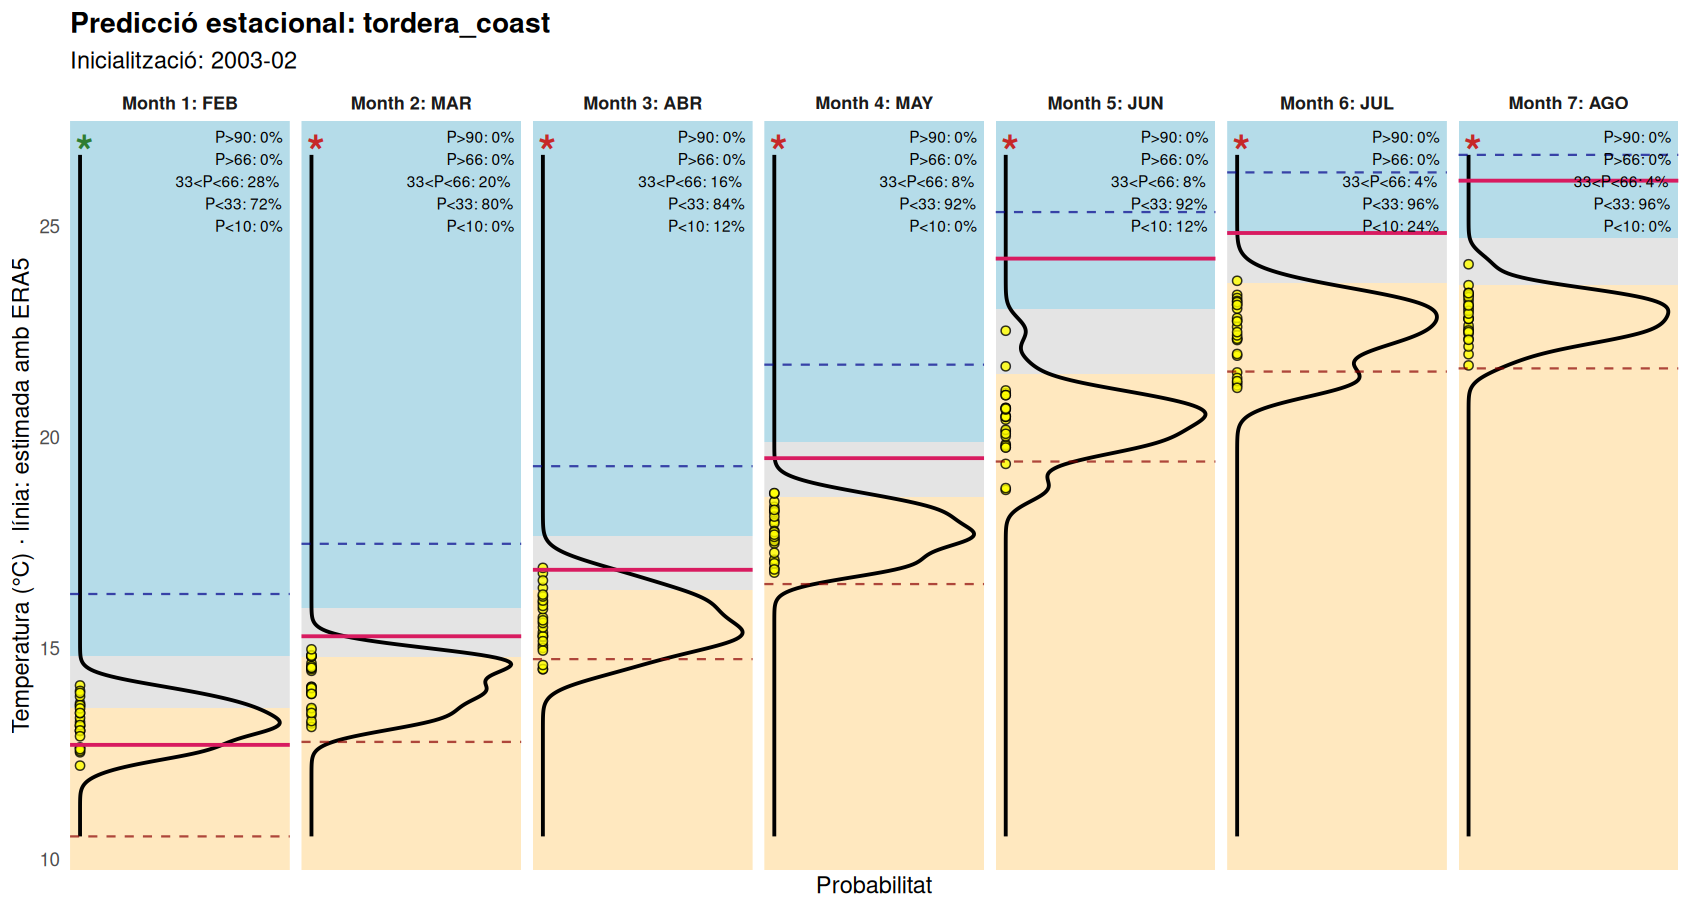 Predicció estacional: tordera_coast
Inicialització: 2003-02
Month 1: FEB
Month 2: MAR
Month 3: ABR
Month 4: MAY
Month 5: JUN
Month 6: JUL
Month 7: AGO
*
P>90: 0%
P>66: 0%
33<P<66: 28%
P<33: 72%
P<10: 0%
*
P>90: 0%
P>66: 0%
33<P<66: 20%
P<33: 80%
P<10: 0%
*
P>90: 0%
P>66: 0%
33<P<66: 16%
P<33: 84%
P<10: 12%
*
P>90: 0%
P>66: 0%
33<P<66: 8%
P<33: 92%
P<10: 0%
*
P>90: 0%
P>66: 0%
33<P<66: 8%
P<33: 92%
P<10: 12%
*
P>90: 0%
P>66: 0%
33<P<66: 4%
P<33: 96%
P<10: 24%
*
P>90: 0%
P>66: 0%
33<P<66: 4%
P<33: 96%
P<10: 0%
25
20
15
10
Temperatura (°C) · línia: estimada amb ERA5
Probabilitat